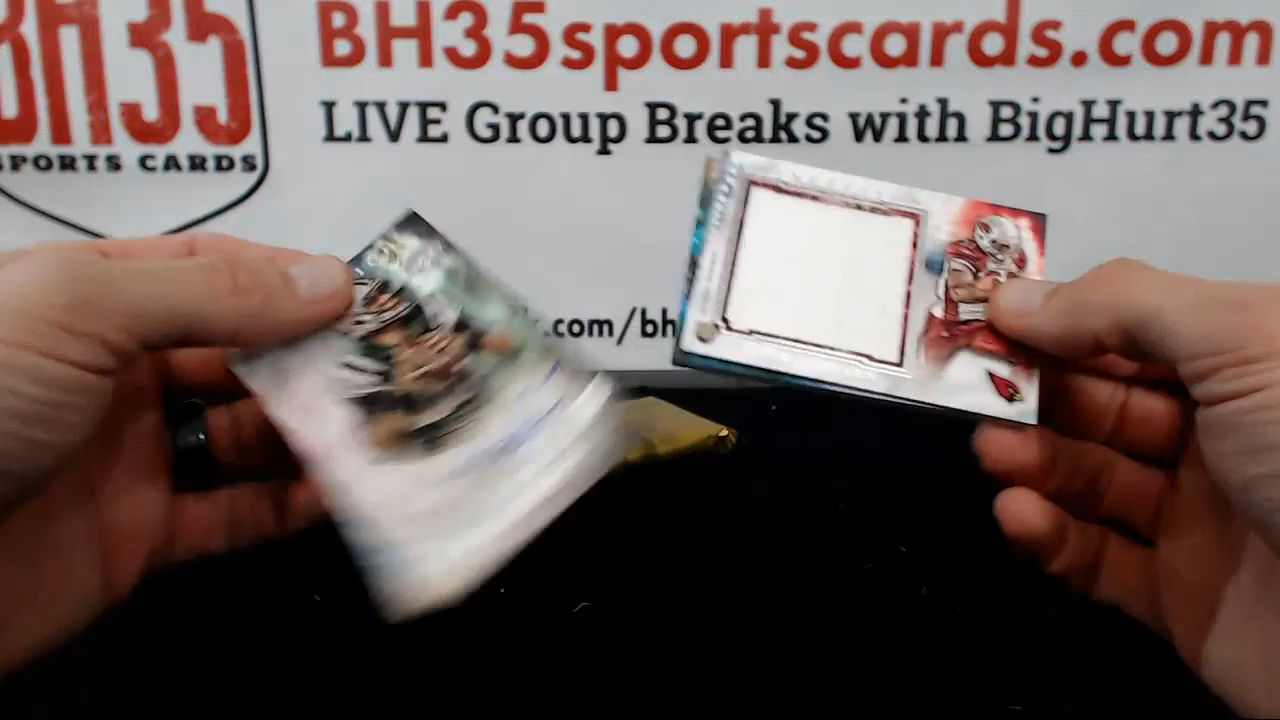 BH35
SPORTS CARDS
BH35sportscards.com
LIVE Group Breaks with BigHurt35
.com/bh